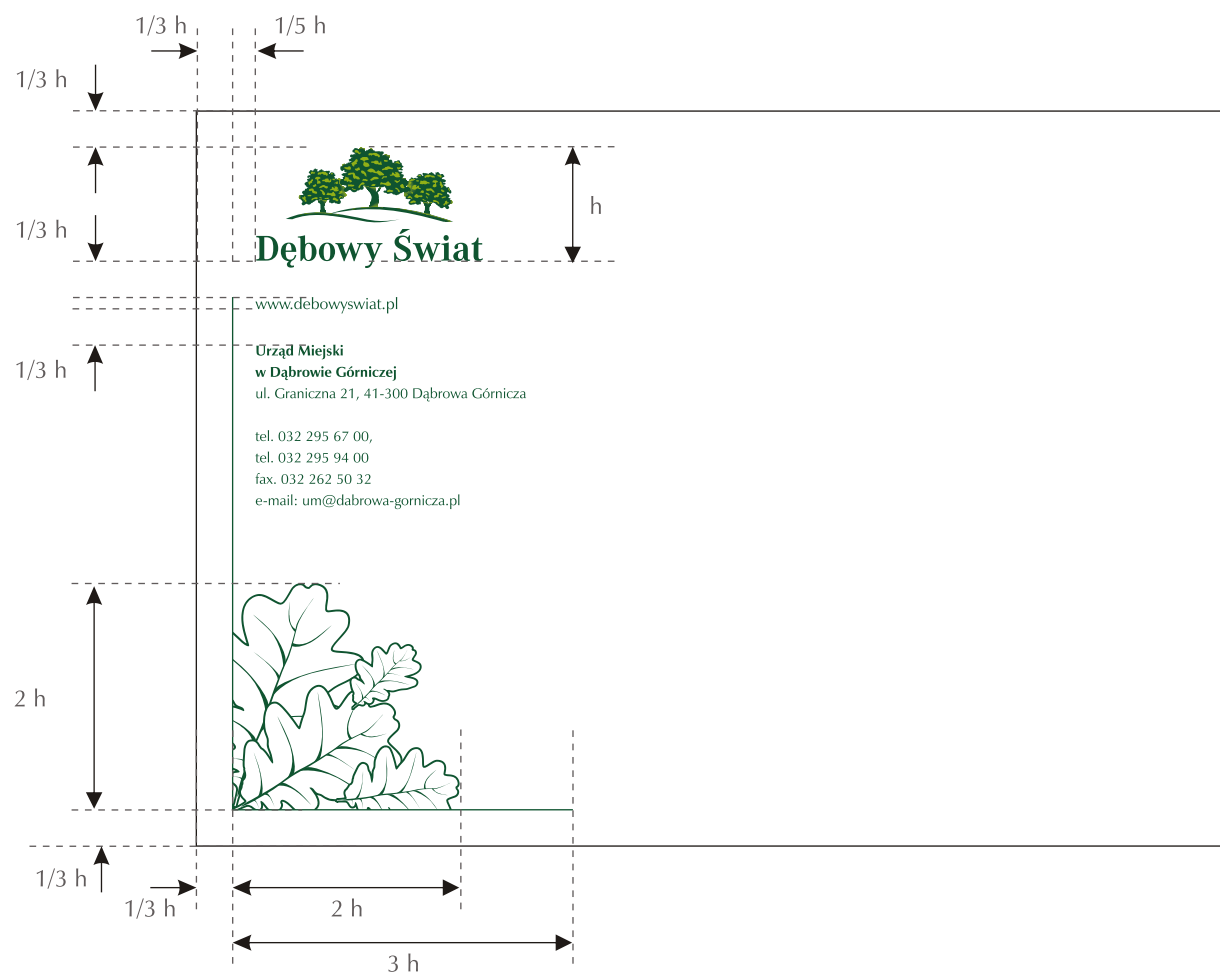 1/3 h
1/5 h
1/3 h
h
1/3 h
Dębowy Świat
www.debowyswiat.pl
1/3 h
Urząd Miejski
w Dąbrowie Górniczej
ul. Graniczna 21, 41-300 Dąbrowa Górnicza
tel. 032 295 67 00,
tel. 032 295 94 00
fax. 032 262 50 32
e-mail: um@dabrowa-gornicza.pl
2 h
1/3 h
1/3 h
2 h
3 h